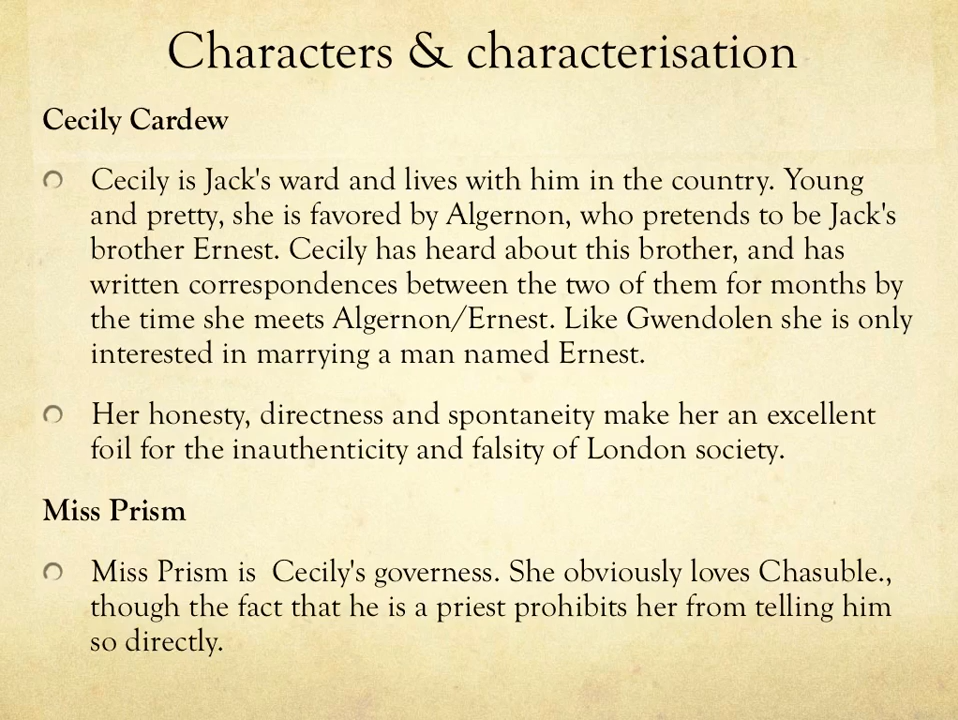 Characters & characterisation
Cecily Cardew
Cecily is Jack's ward and lives with him in the country. Young
and pretty, she is favored by Algernon, who pretends to be Jack's
brother Ernest. Cecily has heard about this brother, and has
written correspondences between the two of them for months by
the time she meets Algernon/Ernest. Like Gwendolen she is only
interested in marrying a man named Ernest.
Her honesty, directness and spontaneity make her an excellent
foil for the inauthenticity and falsity of London society.
Miss Prism
Miss Prism is  Cecily's governess. She obviously loves Chasuble.,
though the fact that he is a priest prohibits her from telling him
so directly.